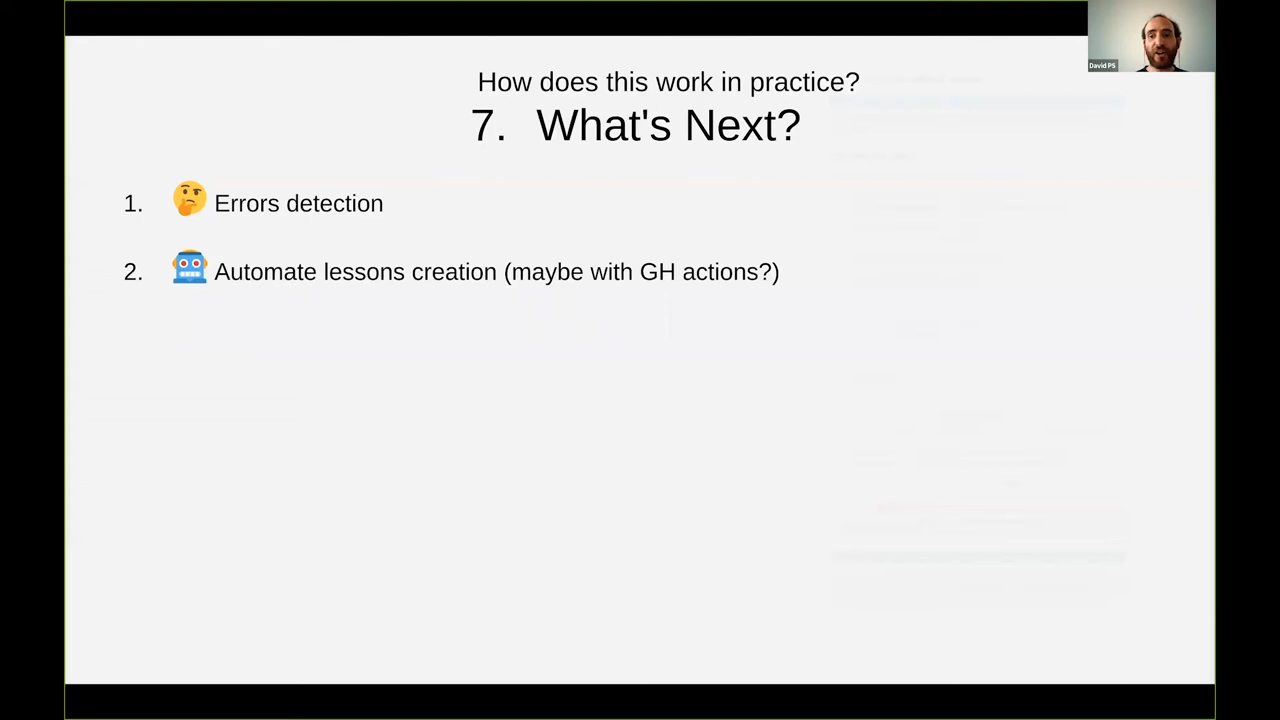 How does this work in practice?
7. What's Next?
1. 🤔 Errors detection
2. 🤖 Automate lessons creation (maybe with GH actions?)
David PS